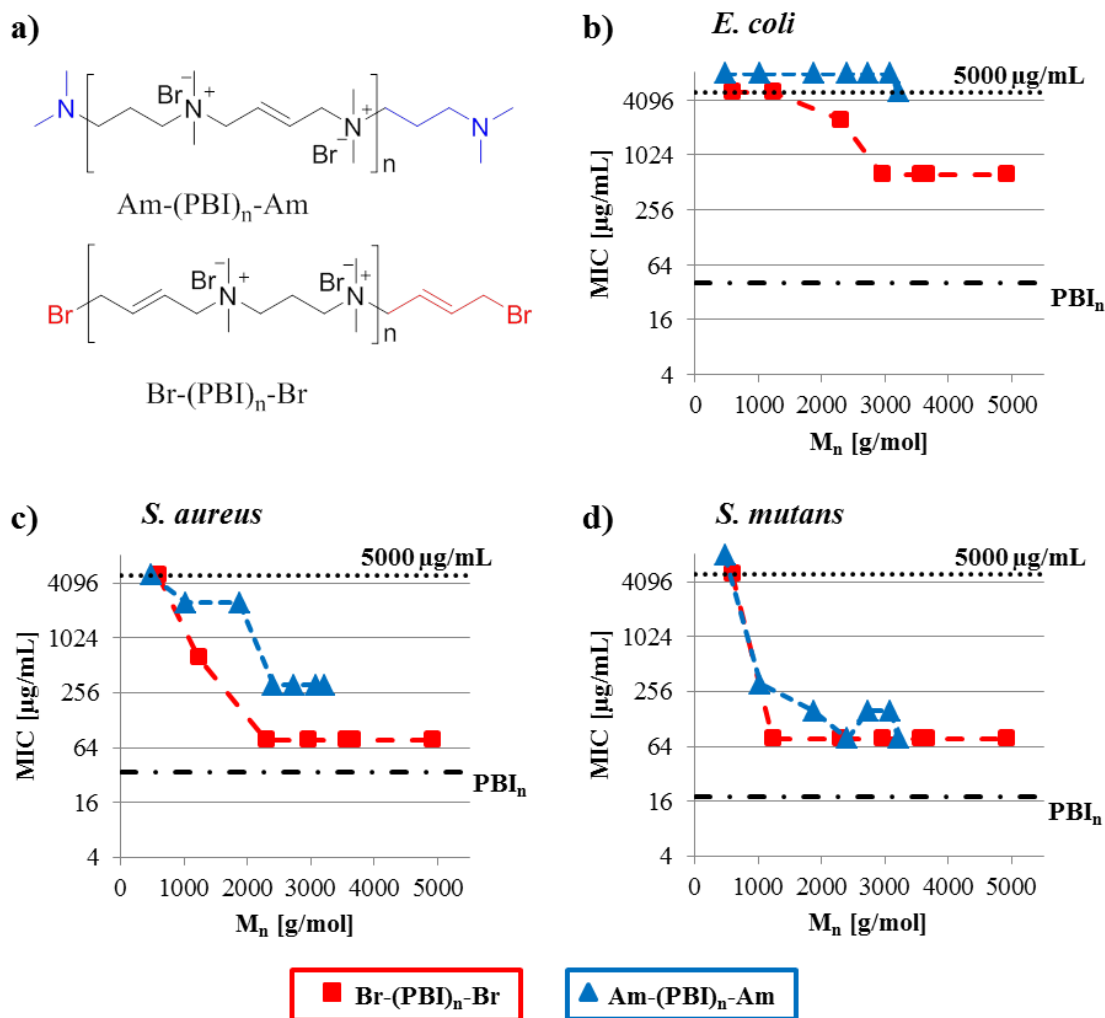 a)
N
Br⁻
N⁺
N⁺
Br⁻
n
N
Am-(PBI)ₙ-Am
Br
Br⁻
N⁺
Br⁻
N⁺
n
Br
Br-(PBI)ₙ-Br
b) E. coli
5000 µg/mL
4096
1024
256
64
16
4
MIC [µg/mL]
PBIₙ
0 1000 2000 3000 4000 5000
Mₙ [g/mol]
c) S. aureus
5000 µg/mL
4096
1024
256
64
16
4
MIC [µg/mL]
PBIₙ
0 1000 2000 3000 4000 5000
Mₙ [g/mol]
d) S. mutans
5000 µg/mL
4096
1024
256
64
16
4
MIC [µg/mL]
PBIₙ
0 1000 2000 3000 4000 5000
Mₙ [g/mol]
Br-(PBI)ₙ-Br
Am-(PBI)ₙ-Am